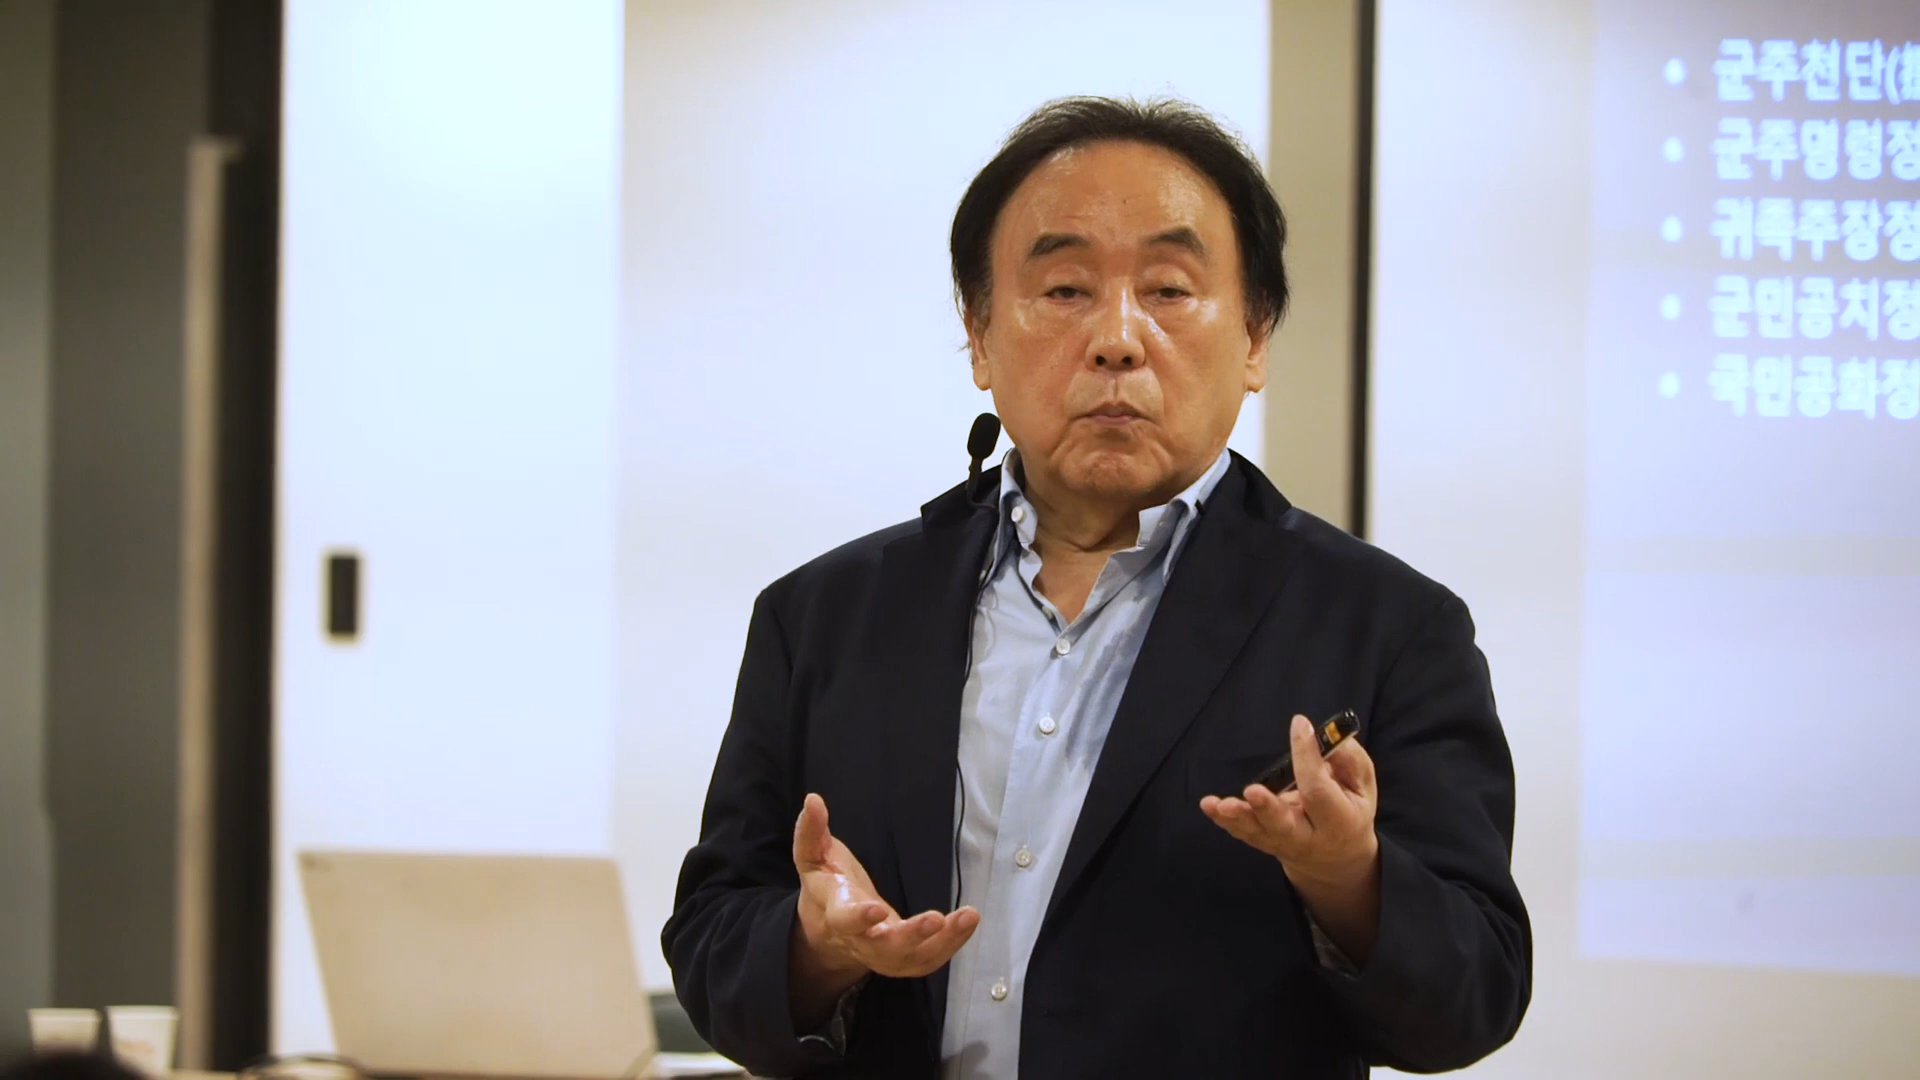 • 군주천단(
• 군주명령정
• 귀족주장정
• 군민공치정
• 국민공화정